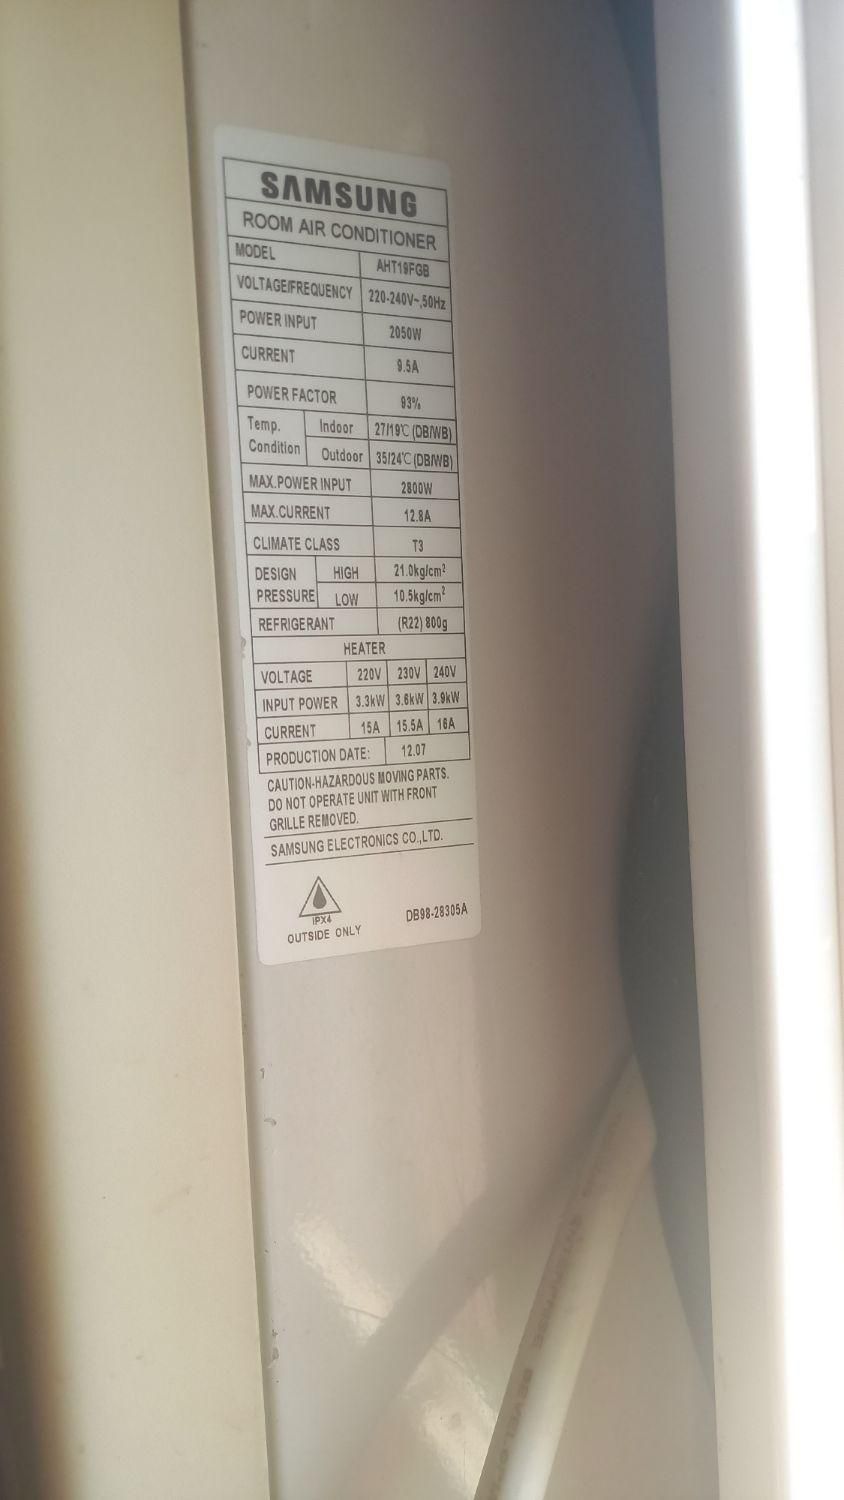 SAMSUNG
ROOM AIR CONDITIONER
MODEL AHT19FGB
VOLTAGE/FREQUENCY 220-240V~,50Hz
POWER INPUT 2050W
CURRENT 9.5A
POWER FACTOR 93%
Temp. Condition Indoor 27/19℃ (DB/WB)
Outdoor 35/24℃ (DB/WB)
MAX.POWER INPUT 2800W
MAX.CURRENT 12.8A
CLIMATE CLASS T3
DESIGN PRESSURE HIGH 21.0kg/cm²
LOW 10.5kg/cm²
REFRIGERANT (R22) 800g
HEATER
VOLTAGE 220V 230V 240V
INPUT POWER 3.3kW 3.6kW 3.9kW
CURRENT 15A 15.5A 16A
PRODUCTION DATE: 12.07
CAUTION-HAZARDOUS MOVING PARTS.
DO NOT OPERATE UNIT WITH FRONT
GRILLE REMOVED.
SAMSUNG ELECTRONICS CO.,LTD.
IPX4
OUTSIDE ONLY DB98-28305A